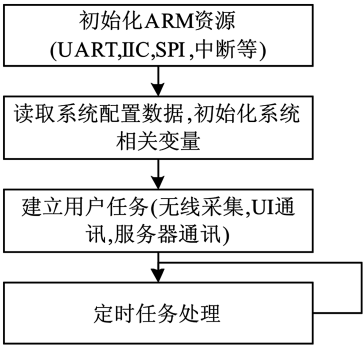 初始化ARM资源
(UART,IIC,SPI,中断等)
读取系统配置数据,初始化系统
相关变量
建立用户任务(无线采集,UI通
讯,服务器通讯)
定时任务处理